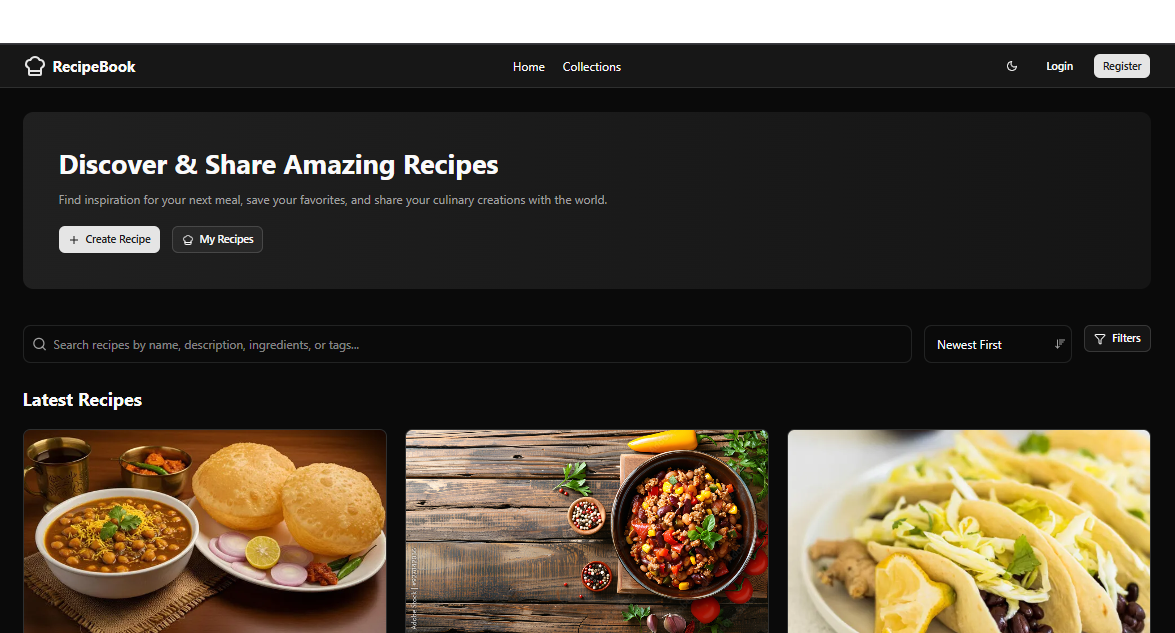 RecipeBook
Home
Collections
Login
Register
Discover & Share Amazing Recipes
Find inspiration for your next meal, save your favorites, and share your culinary creations with the world.
Create Recipe
My Recipes
Search recipes by name, description, ingredients, or tags...
Newest First
Filters
Latest Recipes
Adobe Stock